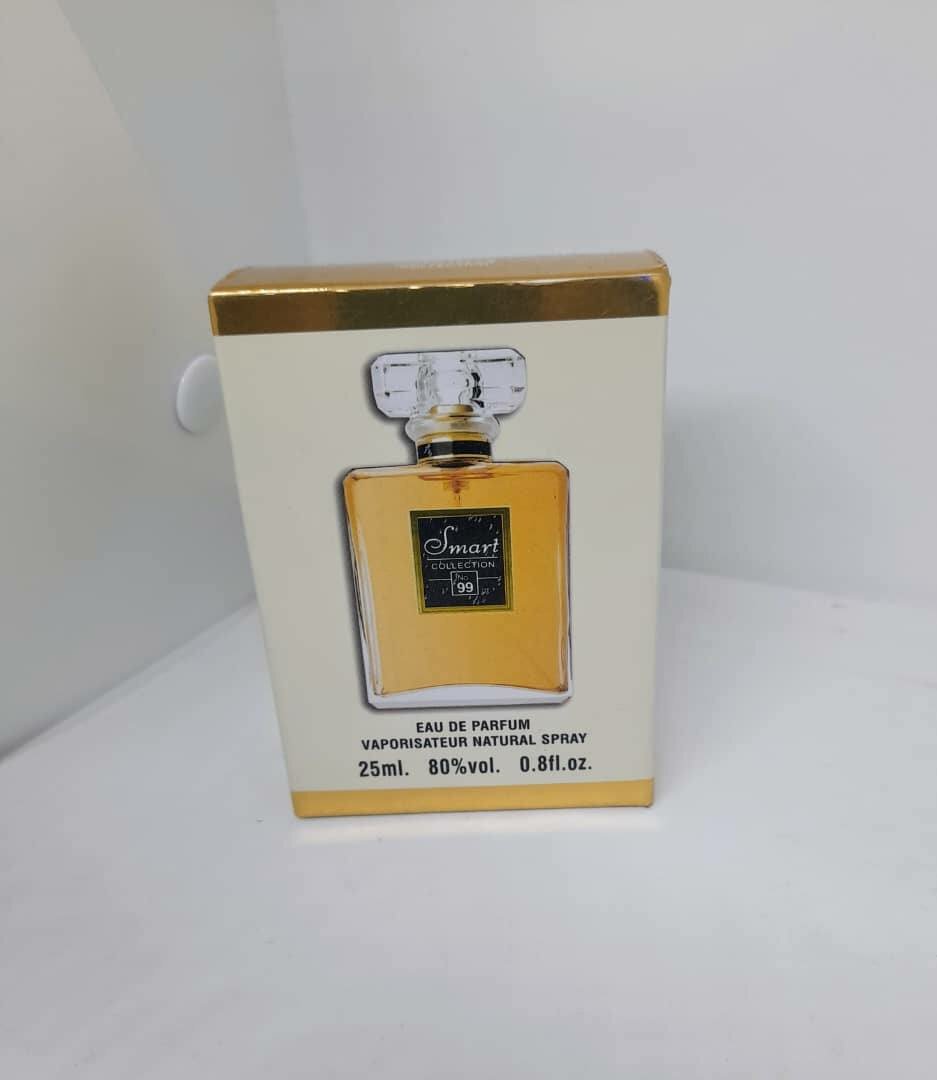 Smart
COLLECTION
No.
99
EAU DE PARFUM
VAPORISATEUR NATURAL SPRAY
25ml. 80%vol. 0.8fl.oz.